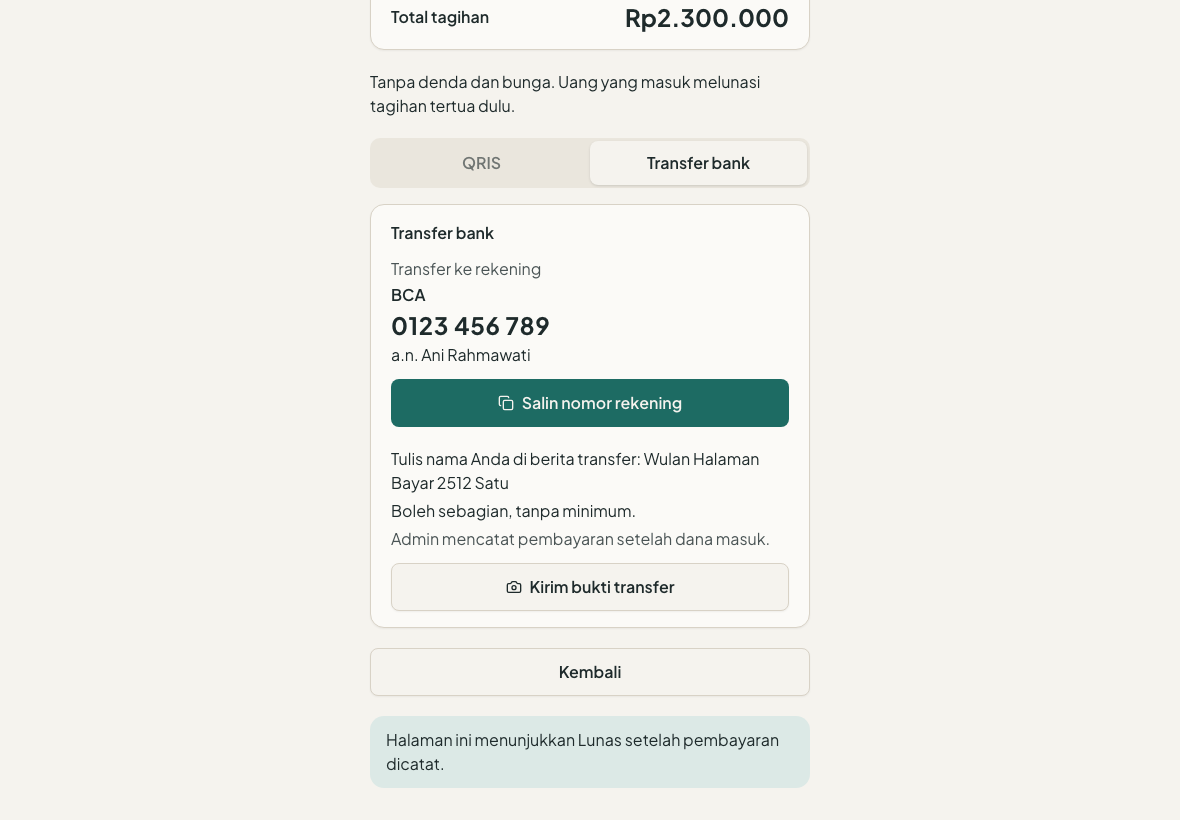 Total tagihan Rp2.300.000
Tanpa denda dan bunga. Uang yang masuk melunasi
tagihan tertua dulu.
QRIS Transfer bank
Transfer bank
Transfer ke rekening
BCA
0123 456 789
a.n. Ani Rahmawati
Salin nomor rekening
Tulis nama Anda di berita transfer: Wulan Halaman
Bayar 2512 Satu
Boleh sebagian, tanpa minimum.
Admin mencatat pembayaran setelah dana masuk.
Kirim bukti transfer
Kembali
Halaman ini menunjukkan Lunas setelah pembayaran
dicatat.